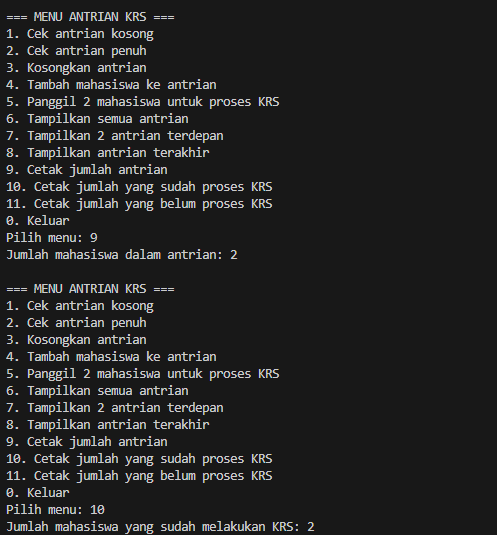 === MENU ANTRIAN KRS ===
1. Cek antrian kosong
2. Cek antrian penuh
3. Kosongkan antrian
4. Tambah mahasiswa ke antrian
5. Panggil 2 mahasiswa untuk proses KRS
6. Tampilkan semua antrian
7. Tampilkan 2 antrian terdepan
8. Tampilkan antrian terakhir
9. Cetak jumlah antrian
10. Cetak jumlah yang sudah proses KRS
11. Cetak jumlah yang belum proses KRS
0. Keluar
Pilih menu: 9
Jumlah mahasiswa dalam antrian: 2

=== MENU ANTRIAN KRS ===
1. Cek antrian kosong
2. Cek antrian penuh
3. Kosongkan antrian
4. Tambah mahasiswa ke antrian
5. Panggil 2 mahasiswa untuk proses KRS
6. Tampilkan semua antrian
7. Tampilkan 2 antrian terdepan
8. Tampilkan antrian terakhir
9. Cetak jumlah antrian
10. Cetak jumlah yang sudah proses KRS
11. Cetak jumlah yang belum proses KRS
0. Keluar
Pilih menu: 10
Jumlah mahasiswa yang sudah melakukan KRS: 2